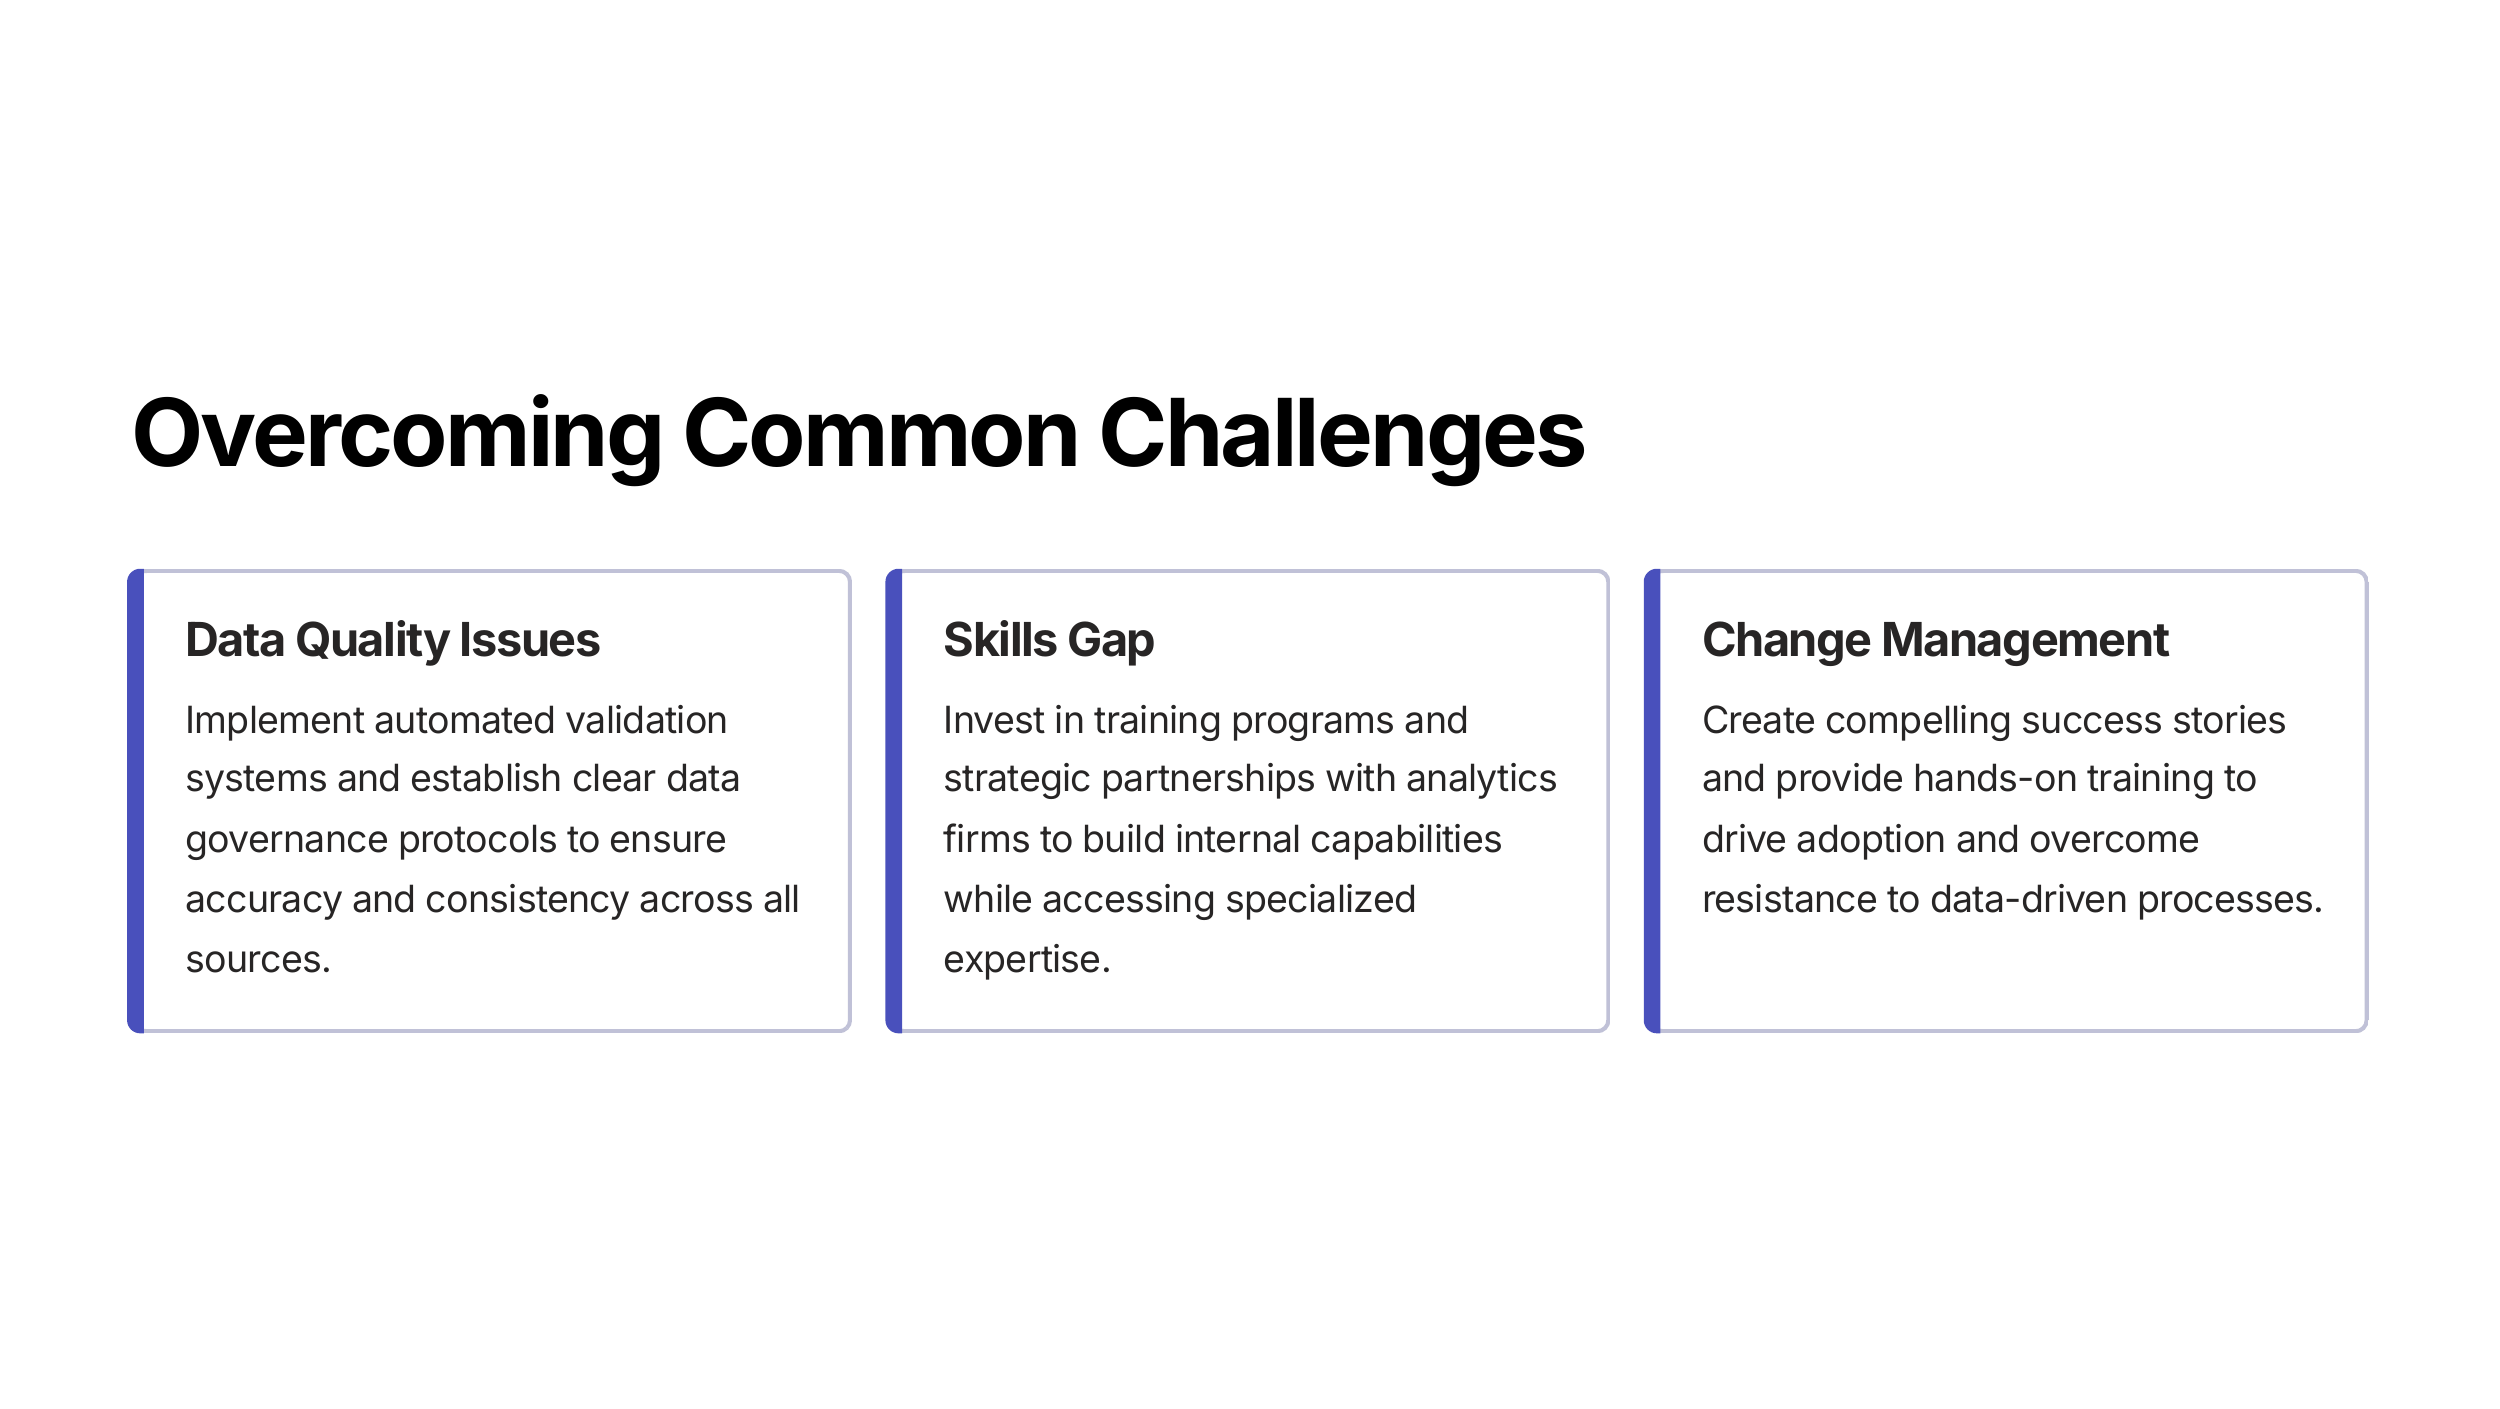 Overcoming Common Challenges
Data Quality Issues
Implement automated validation
systems and establish clear data
governance protocols to ensure
accuracy and consistency across all
sources.
Skills Gap
Invest in training programs and
strategic partnerships with analytics
firms to build internal capabilities
while accessing specialized
expertise.
Change Management
Create compelling success stories
and provide hands-on training to
drive adoption and overcome
resistance to data-driven processes.